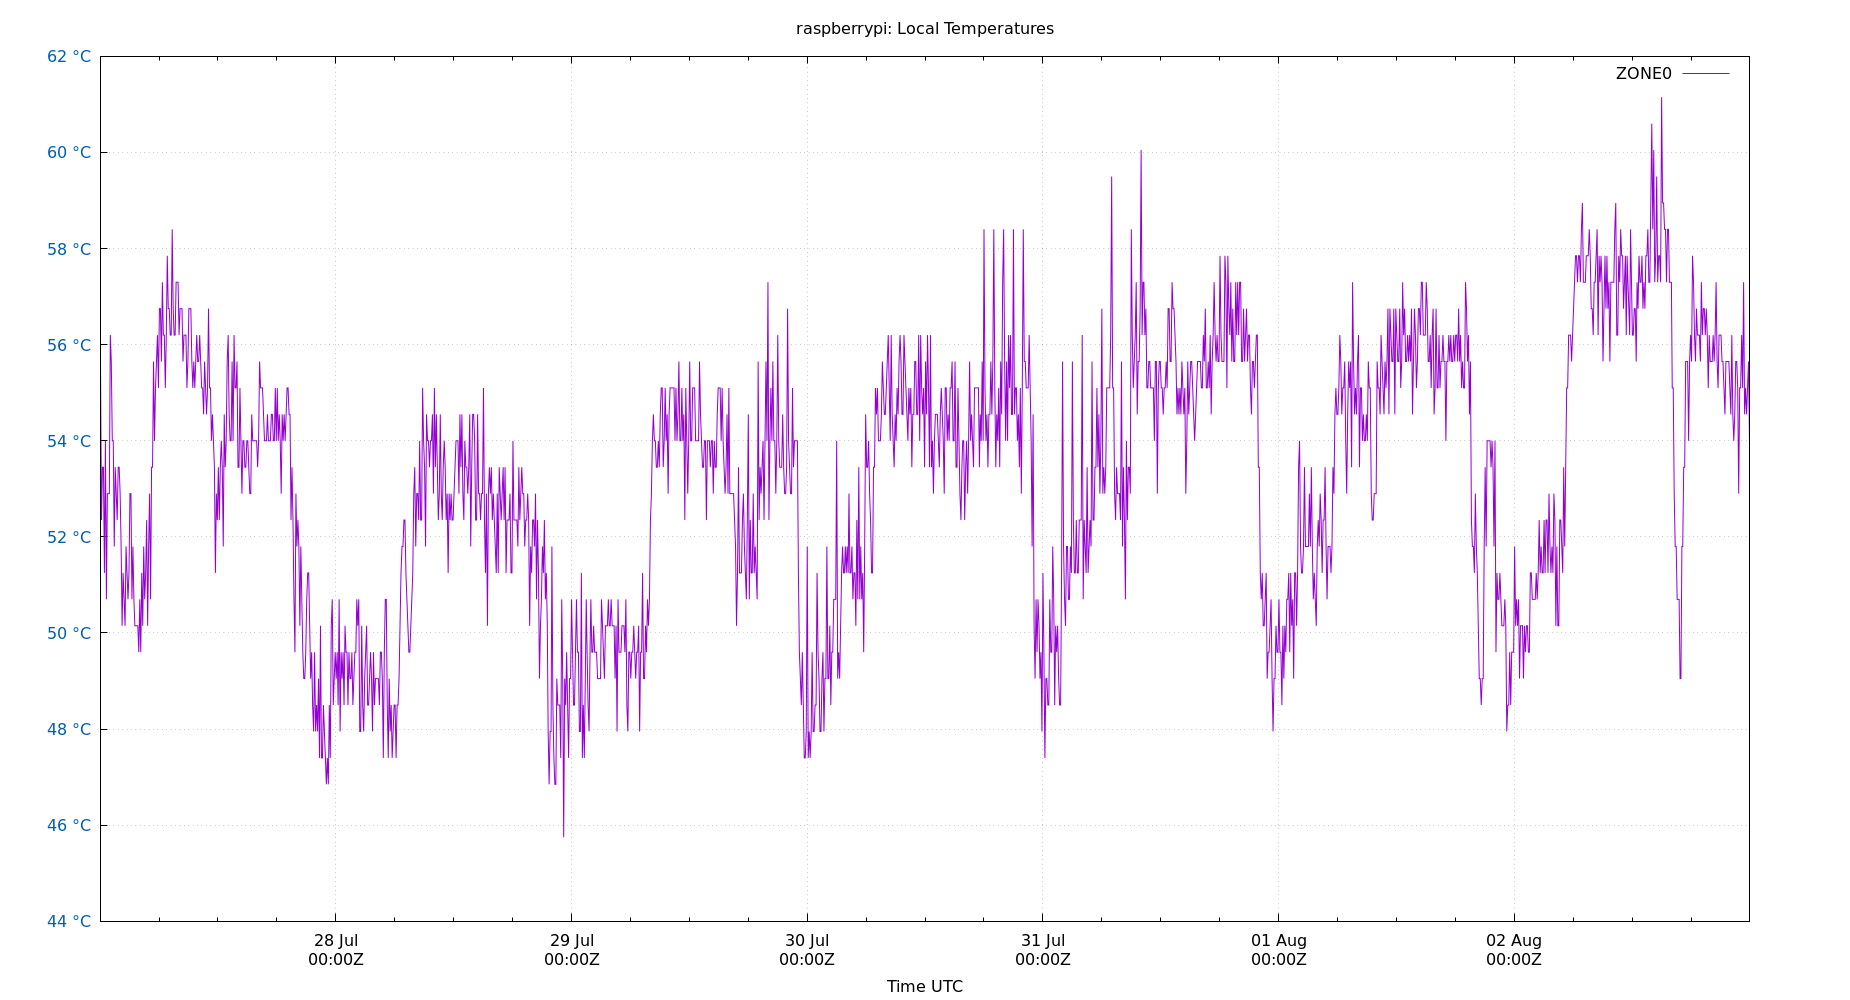 raspberrypi: Local Temperatures
62 °C
ZONE0
60 °C
58 °C
56 °C
54 °C
52 °C
50 °C
48 °C
46 °C
44 °C
28 Jul
00:00Z
29 Jul
00:00Z
30 Jul
00:00Z
31 Jul
00:00Z
01 Aug
00:00Z
02 Aug
00:00Z
Time UTC